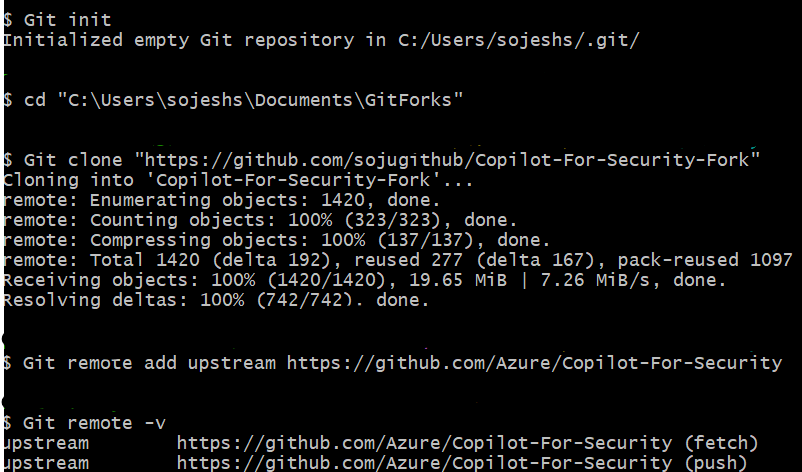 $ Git init
Initialized empty Git repository in C:/Users/sojeshs/.git/
$ cd "C:\Users\sojeshs\Documents\GitForks"
$ Git clone "https://github.com/sojugithub/Copilot-For-Security-Fork"
Cloning into 'Copilot-For-Security-Fork'...
remote: Enumerating objects: 1420, done.
remote: Counting objects: 100% (323/323), done.
remote: Compressing objects: 100% (137/137), done.
remote: Total 1420 (delta 192), reused 277 (delta 167), pack-reused 1097
Receiving objects: 100% (1420/1420), 19.65 MiB | 7.26 MiB/s, done.
Resolving deltas: 100% (742/742), done.
$ Git remote add upstream https://github.com/Azure/Copilot-For-Security
$ Git remote -v
upstream        https://github.com/Azure/Copilot-For-Security (fetch)
upstream        https://github.com/Azure/Copilot-For-Security (push)